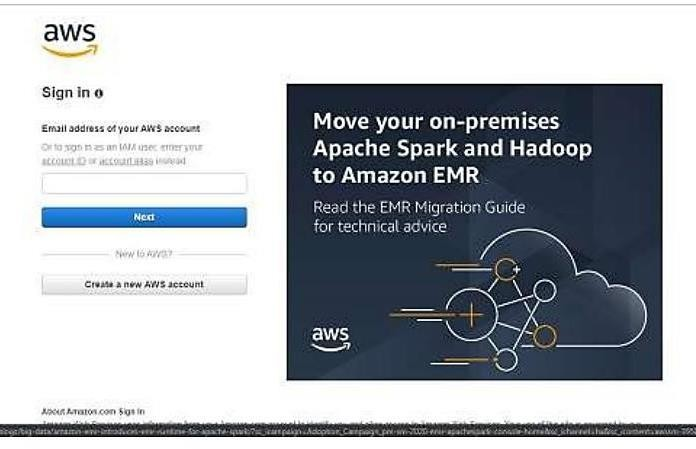 aws
Sign in
Email address of your AWS account
Or to sign in as an IAM user, enter your
account ID or account alias instead.
Next
New to AWS?
Create a new AWS account
Move your on-premises
Apache Spark and Hadoop
to Amazon EMR
Read the EMR Migration Guide
for technical advice
aws
About Amazon.com Sign In